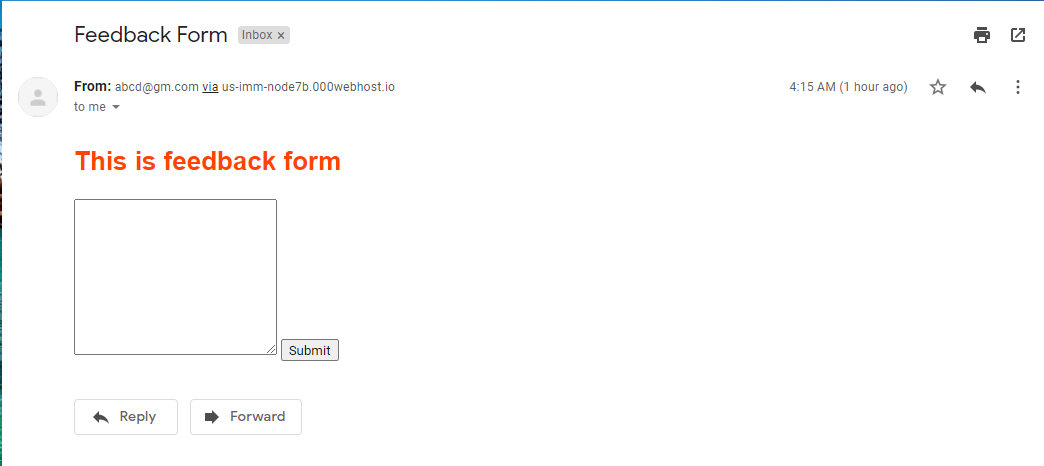 Feedback Form Inbox ×
From: abcd@gm.com via us-imm-node7b.000webhost.io 4:15 AM (1 hour ago)
to me
This is feedback form
Submit
Reply Forward